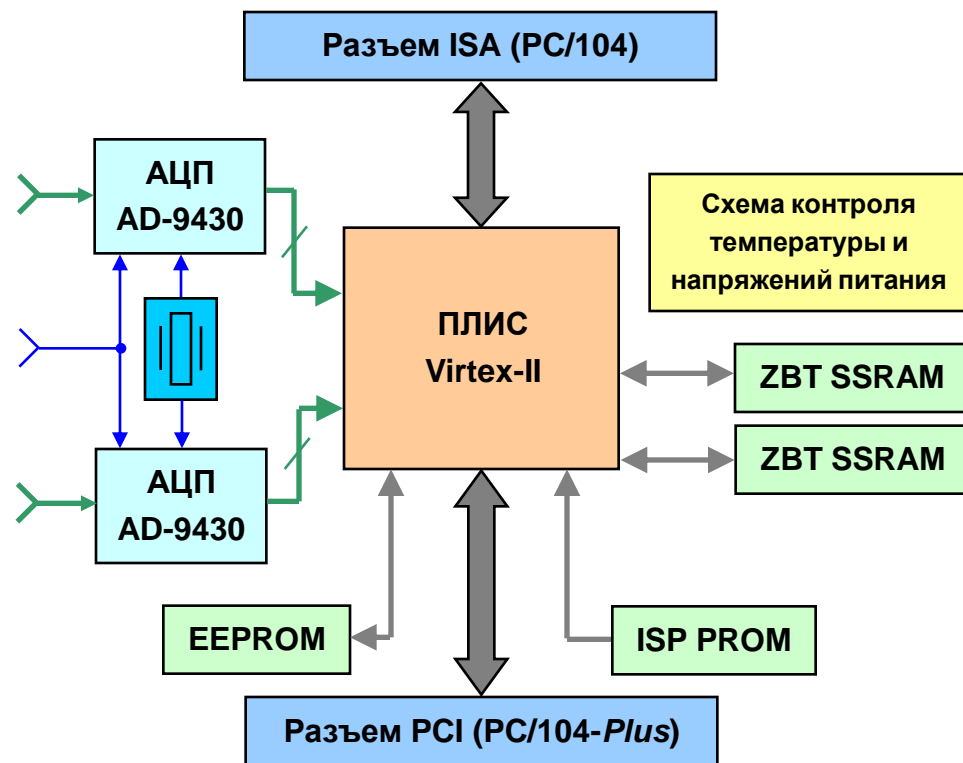 Разъем ISA (PC/104)
АЦП
AD-9430
Схема контроля
температуры и
напряжений питания
ПЛИС
Virtex-II
ZBT SSRAM
ZBT SSRAM
АЦП
AD-9430
EEPROM
ISP PROM
Разъем PCI (PC/104-Plus)